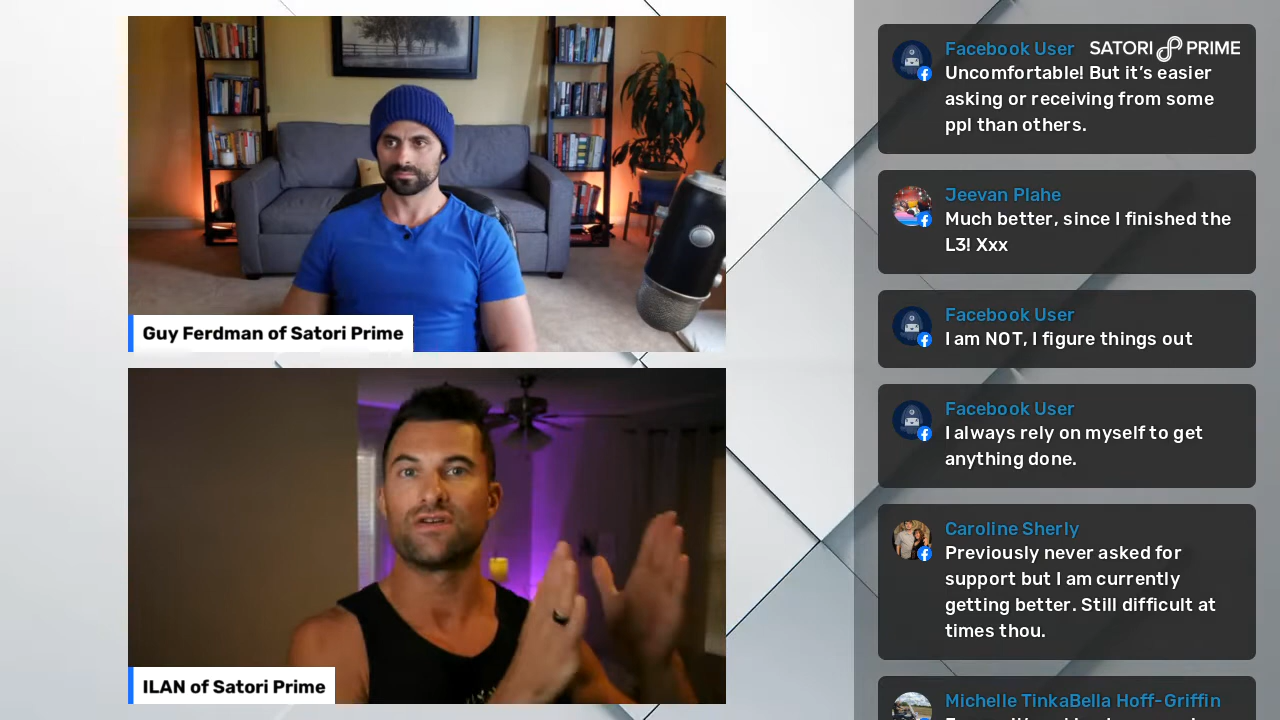 Guy Ferdman of Satori Prime
ILAN of Satori Prime
SATORI PRIME
Facebook User
Uncomfortable! But it’s easier
asking or receiving from some
ppl than others.
Jeevan Plahe
Much better, since I finished the
L3! Xxx
Facebook User
I am NOT, I figure things out
Facebook User
I always rely on myself to get
anything done.
Caroline Sherly
Previously never asked for
support but I am currently
getting better. Still difficult at
times thou.
Michelle TinkaBella Hoff-Griffin